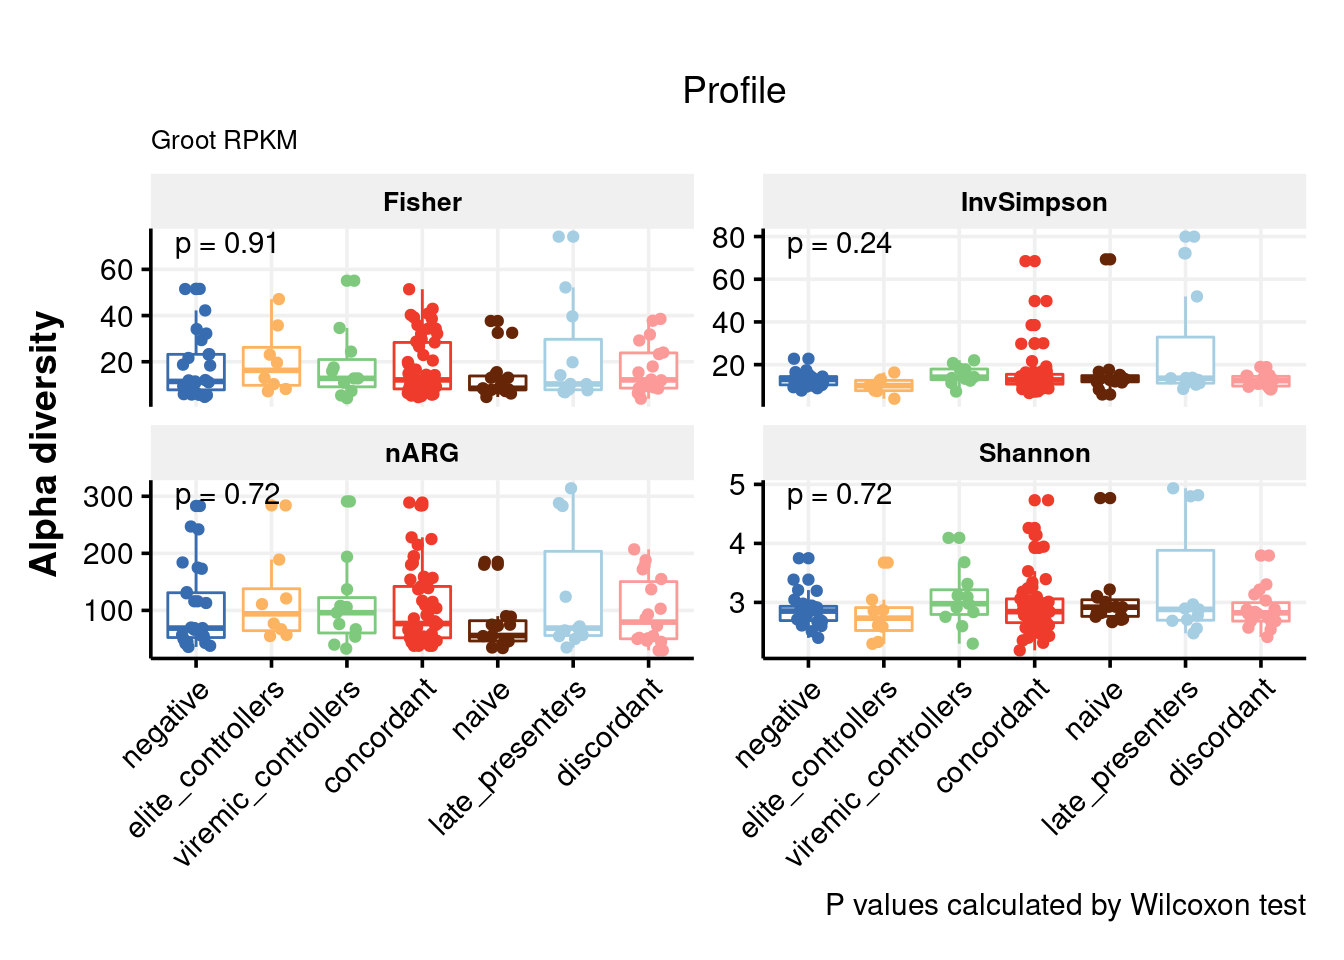 Profile
Groot RPKM
Alpha diversity
Fisher
p = 0.91
60
40
20
InvSimpson
p = 0.24
80
60
40
20
nARG
p = 0.72
300
200
100
Shannon
p = 0.72
5
4
3
negative
elite_controllers
viremic_controllers
concordant
naive
late_presenters
discordant
negative
elite_controllers
viremic_controllers
concordant
naive
late_presenters
discordant
P values calculated by Wilcoxon test